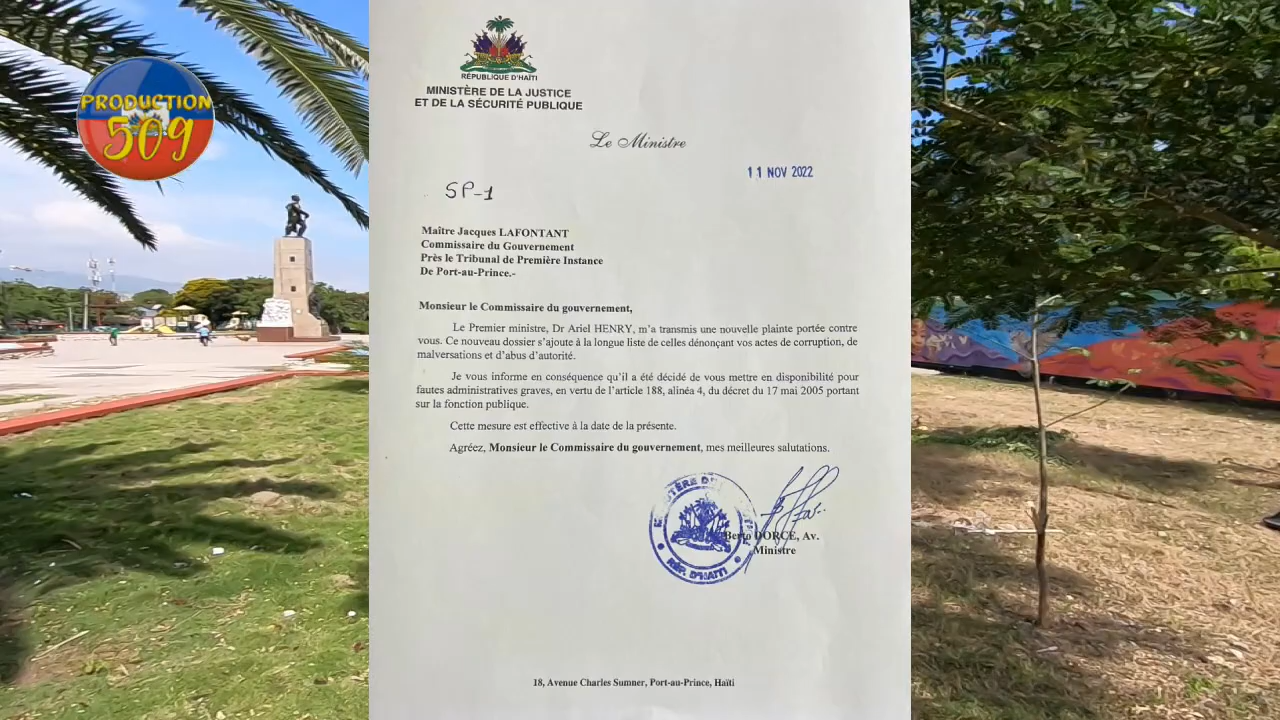 PRODUCTION
509
RÉPUBLIQUE D'HAÏTI
MINISTÈRE DE LA JUSTICE
ET DE LA SÉCURITÉ PUBLIQUE
Le Ministre
11 NOV 2022
SP-1
Maître Jacques LAFONTANT
Commissaire du Gouvernement
Près le Tribunal de Première Instance
De Port-au-Prince.-
Monsieur le Commissaire du gouvernement,
Le Premier ministre, Dr Ariel HENRY, m'a transmis une nouvelle plainte portée contre
vous. Ce nouveau dossier s'ajoute à la longue liste de celles dénonçant vos actes de corruption, de
malversations et d'abus d'autorité.
Je vous informe en conséquence qu'il a été décidé de vous mettre en disponibilité pour
fautes administratives graves, en vertu de l'article 188, alinéa 4, du décret du 17 mai 2005 portant
sur la fonction publique.
Cette mesure est effective à la date de la présente.
Agréez, Monsieur le Commissaire du gouvernement, mes meilleures salutations.
RÉP. D'HAITI
Berto DORCÉ, Av.
Ministre
18, Avenue Charles Sumner, Port-au-Prince, Haïti